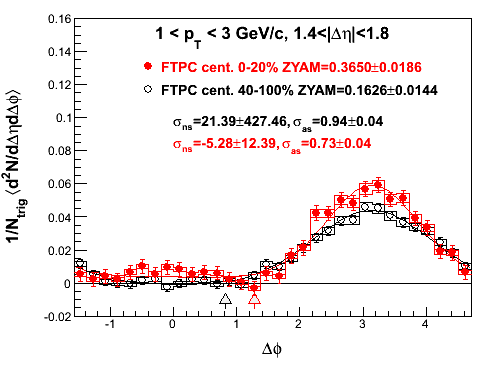 0.16
1 < p_T < 3 GeV/c, 1.4<|Δη|<1.8
0.14
FTPC cent. 0-20% ZYAM=0.3650±0.0186
FTPC cent. 40-100% ZYAM=0.1626±0.0144
0.12
σ_ns=21.39±427.46, σ_as=0.94±0.04
0.1
σ_ns=-5.28±12.39, σ_as=0.73±0.04
0.08
0.06
0.04
0.02
0
-0.02
-1 0 1 2 3 4
Δϕ
1/N_trig ⟨d²N/dΔηdΔϕ⟩